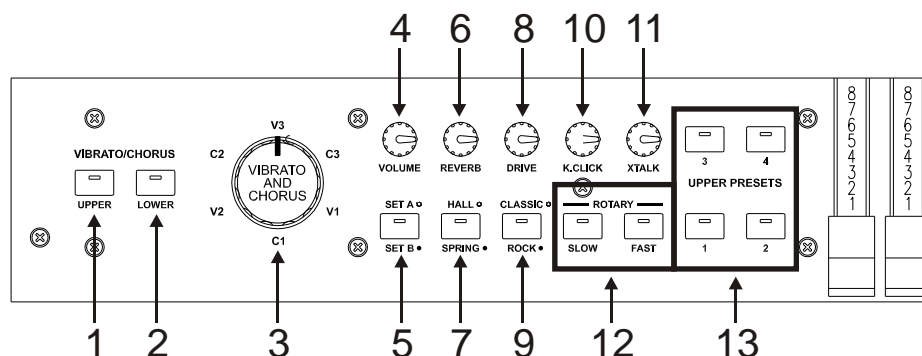 4 6 8 10 11
V3
C2 C3
VIBRATO
AND
CHORUS
V2 V1
C1
VIBRATO/CHORUS
UPPER LOWER
VOLUME REVERB DRIVE K.CLICK XTALK
SET A HALL CLASSIC ROTARY
SET B SPRING ROCK SLOW FAST
3 4
UPPER PRESETS
1 2
8 8
7 7
6 6
5 5
4 4
3 3
2 2
1 1
1 2 3 5 7 9 12 13